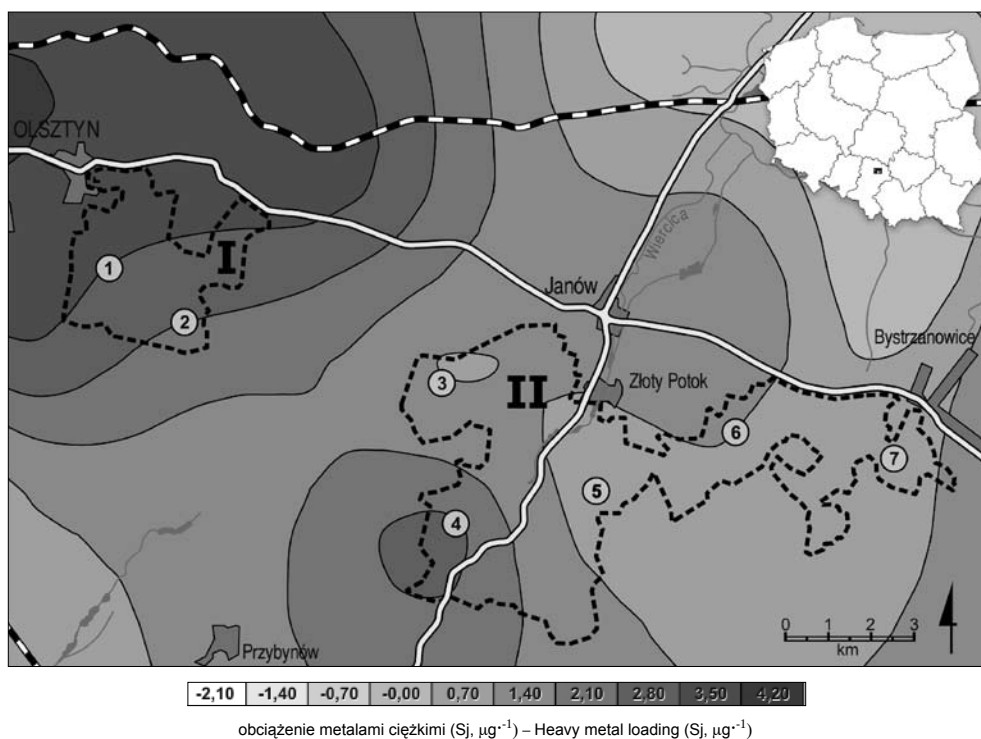 OLSZTYN
I
1
2
Wiercica
Janów
Bystrzanowice
3
II
Złoty Potok
6
7
5
4
Przybynów
0 1 2 3
km
-2,10 -1,40 -0,70 -0,00 0,70 1,40 2,10 2,80 3,50 4,20
obciążenie metalami ciężkimi (Sj, μg·⁻¹) – Heavy metal loading (Sj, μg·⁻¹)